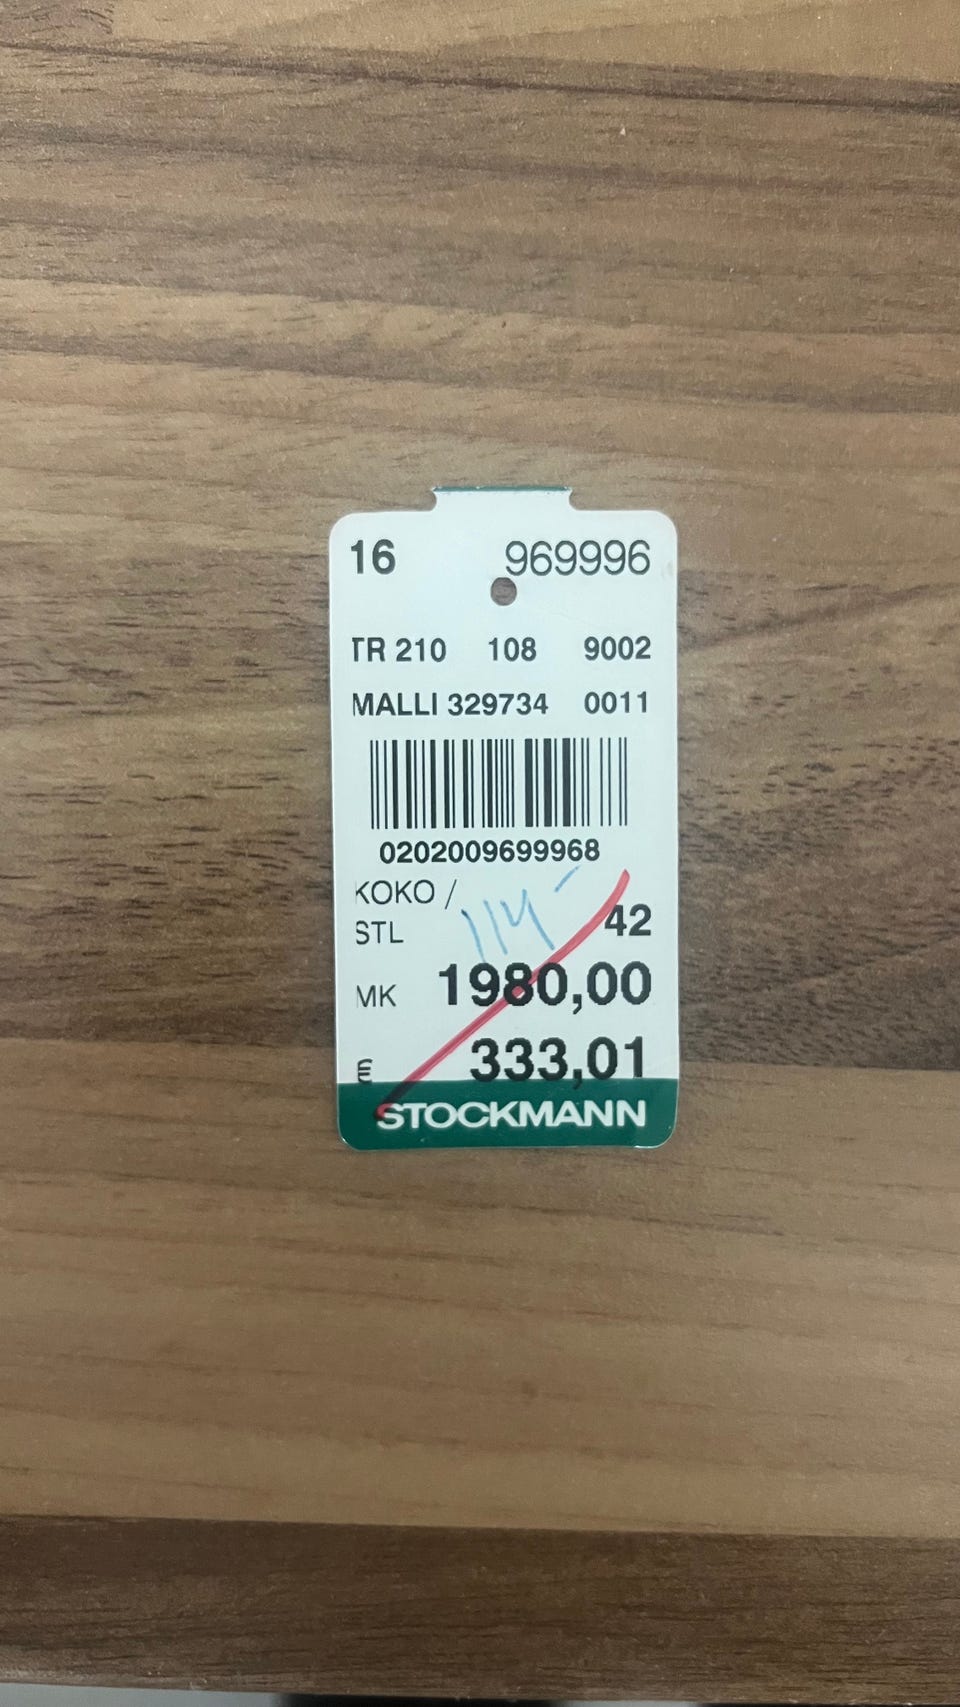 16 969996
TR 210 108 9002
MALLI 329734 0011
0202009699968
KOKO /
114 -
STL 42
MK 1980,00
€ 333,01
STOCKMANN